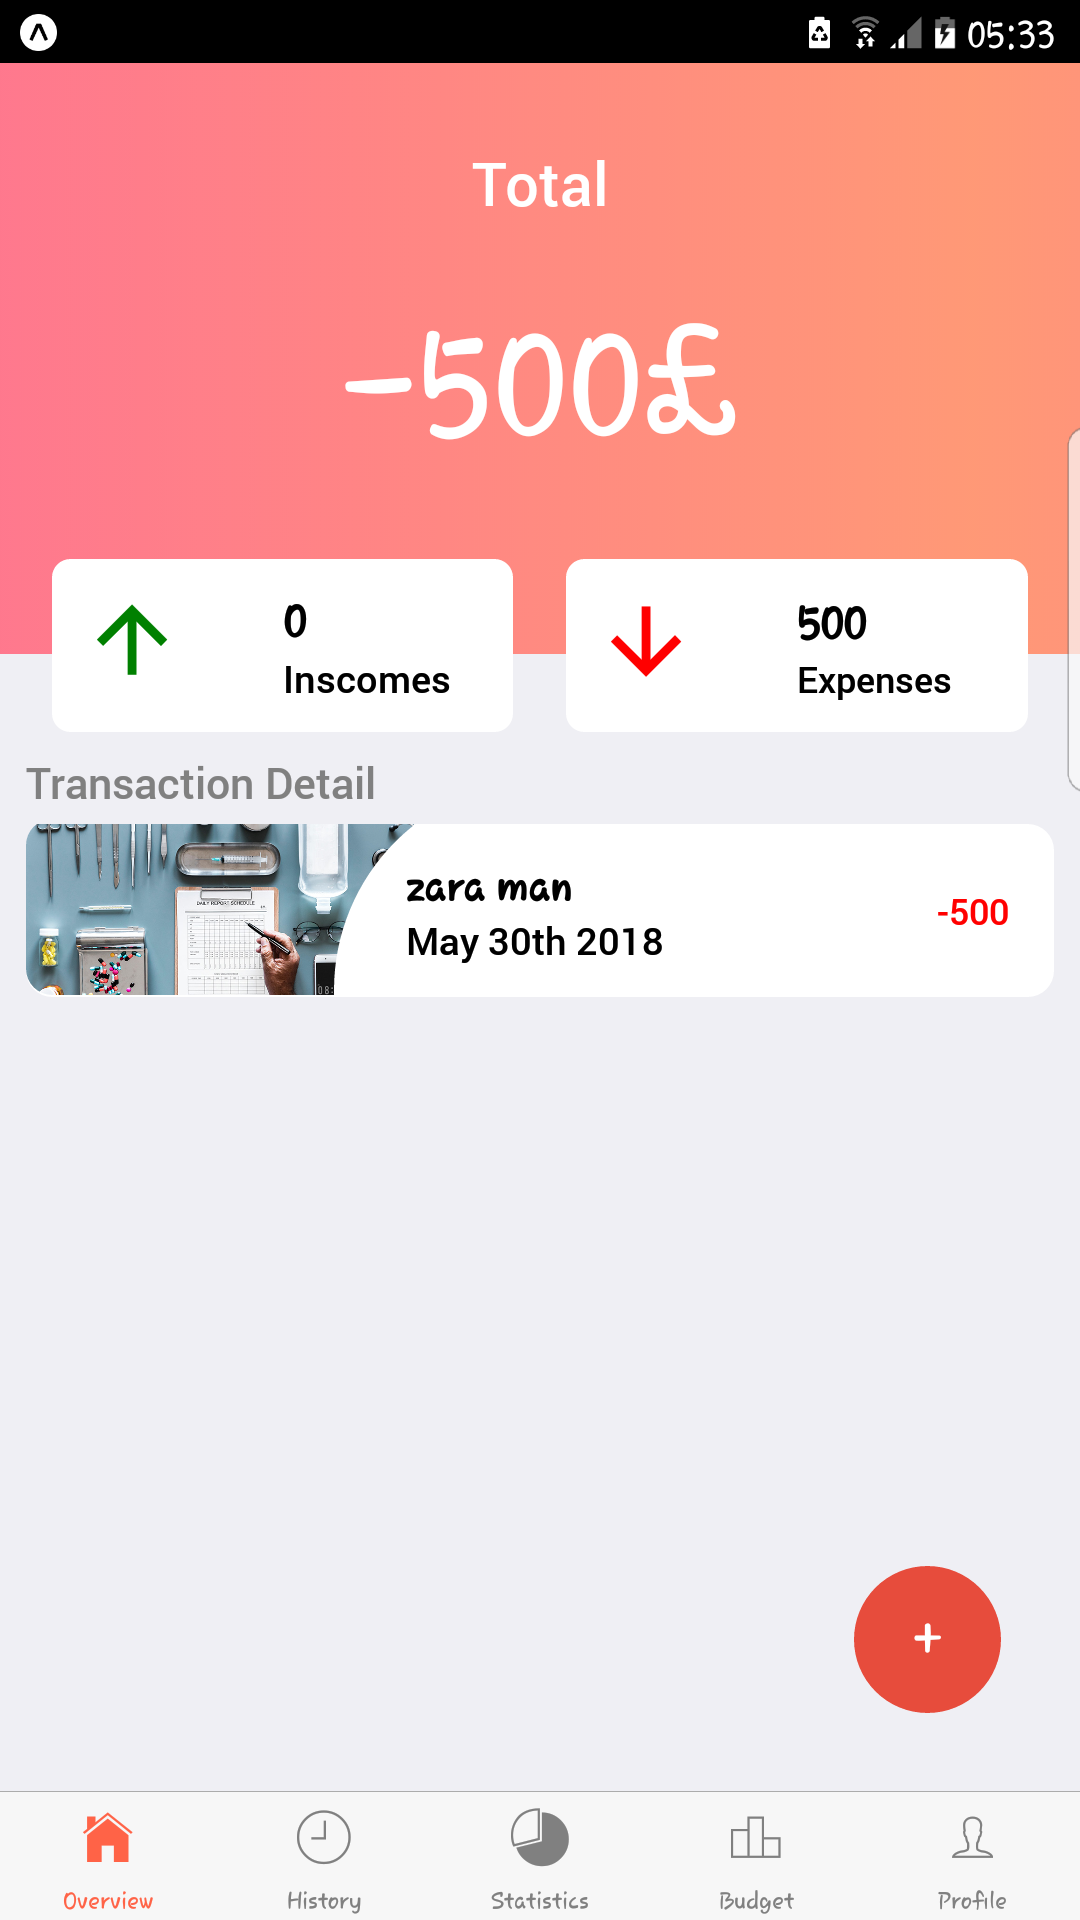 05:33
Total
-500£
0
Inscomes
500
Expenses
Transaction Detail
DAILY REPORT SCHEDULE
zara man
May 30th 2018
-500
+
Overview
History
Statistics
Budget
Profile